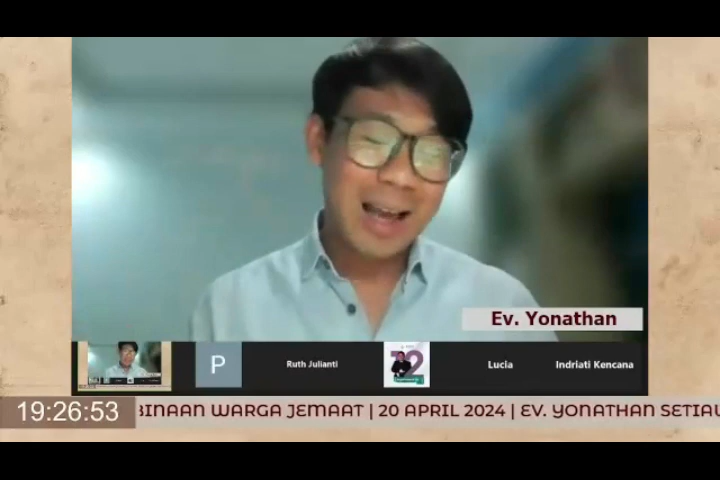 Ev. Yonathan
P
Ruth Julianti
Lucia
Indriati Kencana
19:26:53
BINAAN WARGA JEMAAT | 20 APRIL 2024 | EV. YONATHAN SETIAU